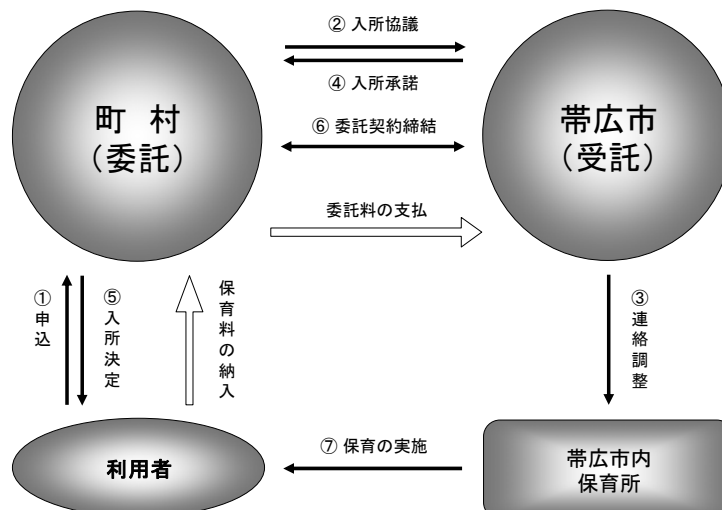 ② 入所協議
④ 入所承諾
町 村
（委託）
⑥ 委託契約締結
帯広市
（受託）
委託料の支払
①申込
⑤入所決定
保育料の納入
③連絡調整
利用者
⑦ 保育の実施
帯広市内
保育所